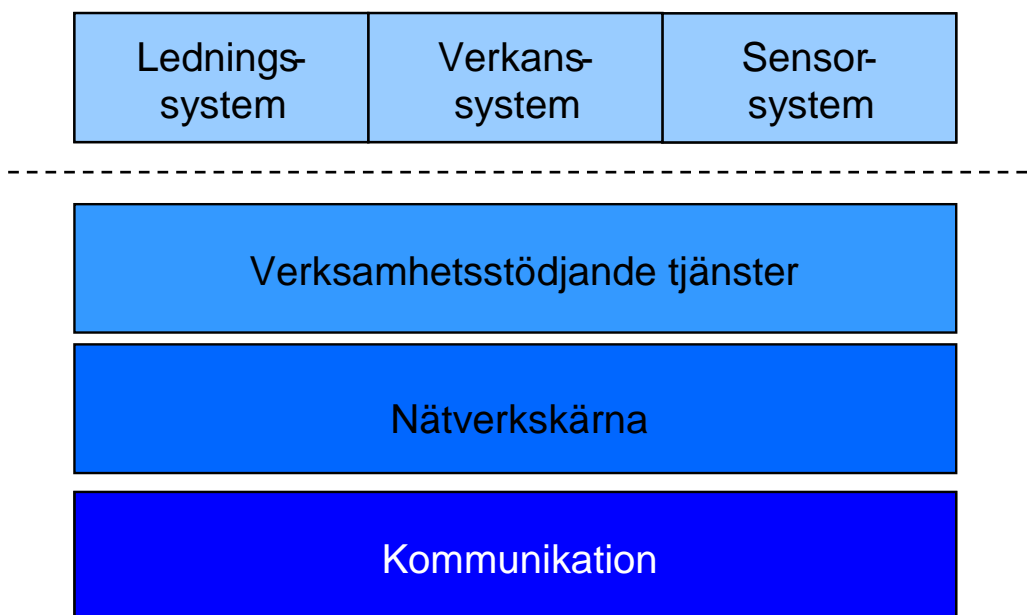 Lednings-
system
Verkans-
system
Sensor-
system
Verksamhetsstödjande tjänster
Nätverkskärna
Kommunikation